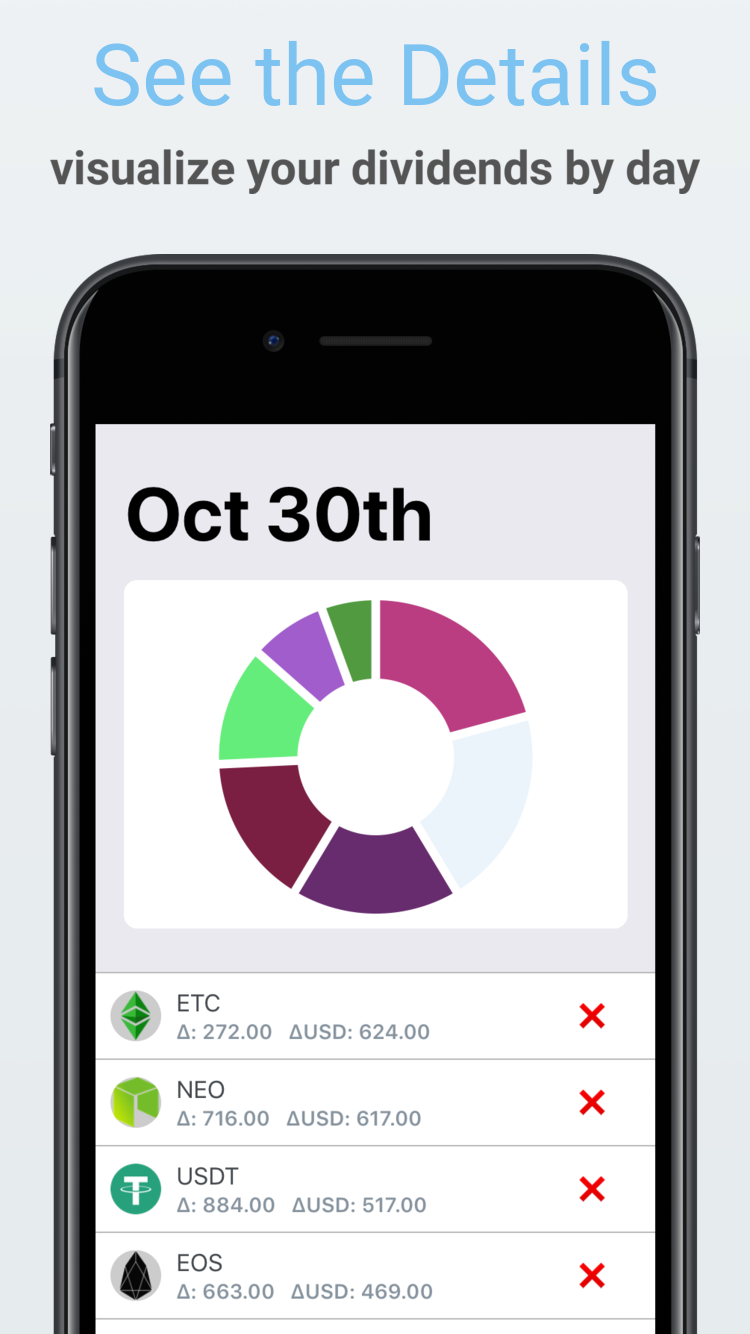 See the Details
visualize your dividends by day
Oct 30th
ETC
Δ: 272.00 ΔUSD: 624.00
NEO
Δ: 716.00 ΔUSD: 617.00
USDT
Δ: 884.00 ΔUSD: 517.00
EOS
Δ: 663.00 ΔUSD: 469.00